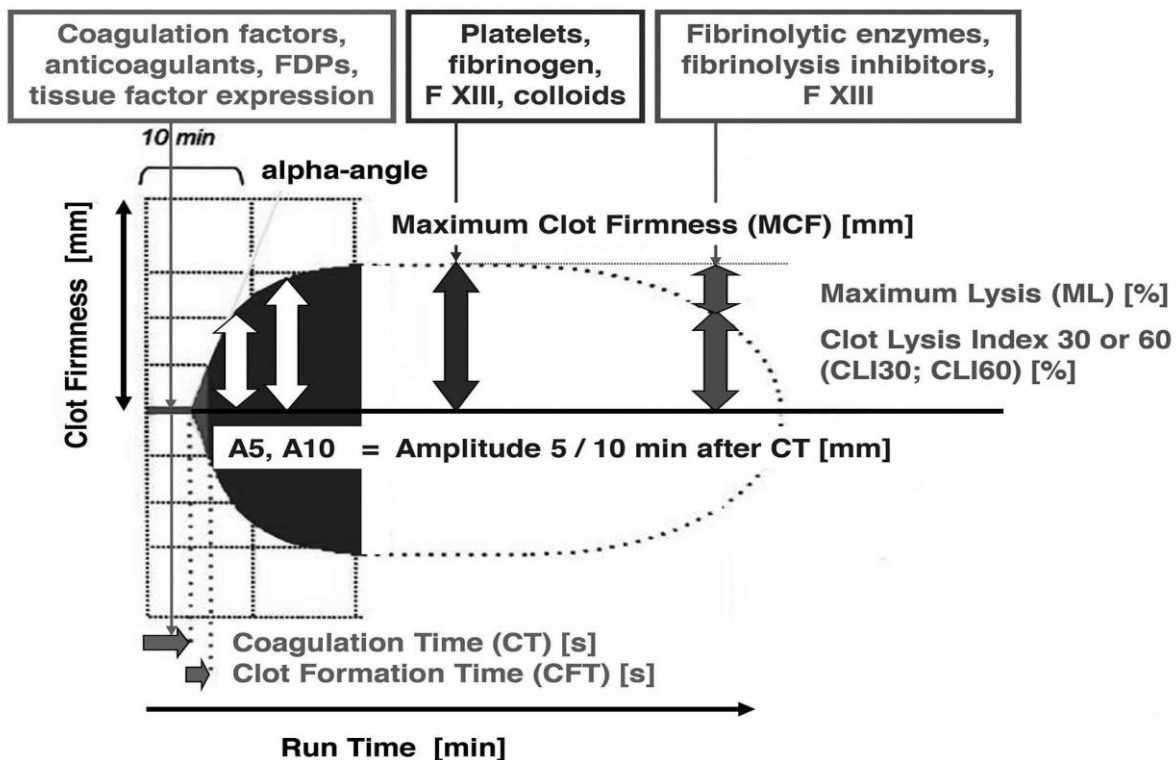 Coagulation factors,
anticoagulants, FDPs,
tissue factor expression
Platelets,
fibrinogen,
F XIII, colloids
Fibrinolytic enzymes,
fibrinolysis inhibitors,
F XIII
10 min
alpha-angle
Clot Firmness [mm]
Maximum Clot Firmness (MCF) [mm]
Maximum Lysis (ML) [%]
Clot Lysis Index 30 or 60
(CLI30; CLI60) [%]
A5, A10 = Amplitude 5 / 10 min after CT [mm]
Coagulation Time (CT) [s]
Clot Formation Time (CFT) [s]
Run Time [min]